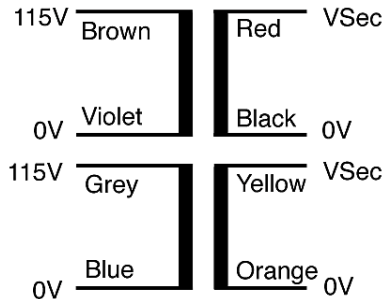 115V Brown Red VSec
0V Violet Black 0V
115V Grey Yellow VSec
0V Blue Orange 0V